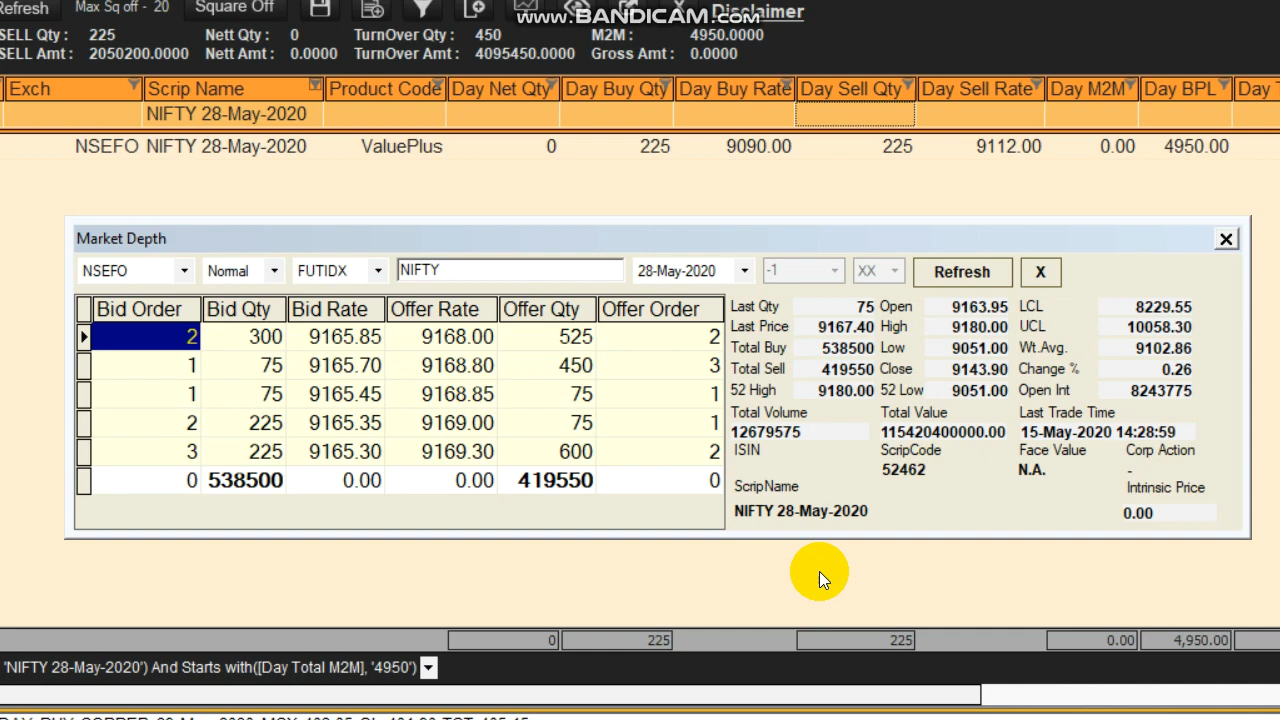 Refresh Max Sq off - 20 Square Off
www.BANDICAM.com
Disclaimer
SELL Qty : 225 Nett Qty : 0 TurnOver Qty : 450 M2M : 4950.0000
SELL Amt : 2050200.0000 Nett Amt : 0.0000 TurnOver Amt : 4095450.0000 Gross Amt : 0.0000
Exch Scrip Name Product Code Day Net Qty Day Buy Qty Day Buy Rate Day Sell Qty Day Sell Rate Day M2M Day BPL Day
NIFTY 28-May-2020
NSEFO NIFTY 28-May-2020 ValuePlus 0 225 9090.00 225 9112.00 0.00 4950.00
Market Depth
NSEFO Normal FUTIDX NIFTY 28-May-2020 -1 XX Refresh X
Bid Order Bid Qty Bid Rate Offer Rate Offer Qty Offer Order
2 300 9165.85 9168.00 525 2
1 75 9165.70 9168.80 450 3
1 75 9165.45 9168.85 75 1
2 225 9165.35 9169.00 75 1
3 225 9165.30 9169.30 600 2
0 538500 0.00 0.00 419550 0
Last Qty 75 Open 9163.95 LCL 8229.55
Last Price 9167.40 High 9180.00 UCL 10058.30
Total Buy 538500 Low 9051.00 Wt.Avg. 9102.86
Total Sell 419550 Close 9143.90 Change % 0.26
52 High 9180.00 52 Low 9051.00 Open Int 8243775
Total Volume Total Value Last Trade Time
12679575 115420400000.00 15-May-2020 14:28:59
ISIN ScripCode Face Value Corp Action
52462 N.A. -
ScripName Intrinsic Price
NIFTY 28-May-2020 0.00
0 225 225 0.00 4,950.00
'NIFTY 28-May-2020') And Starts with([Day Total M2M], '4950')